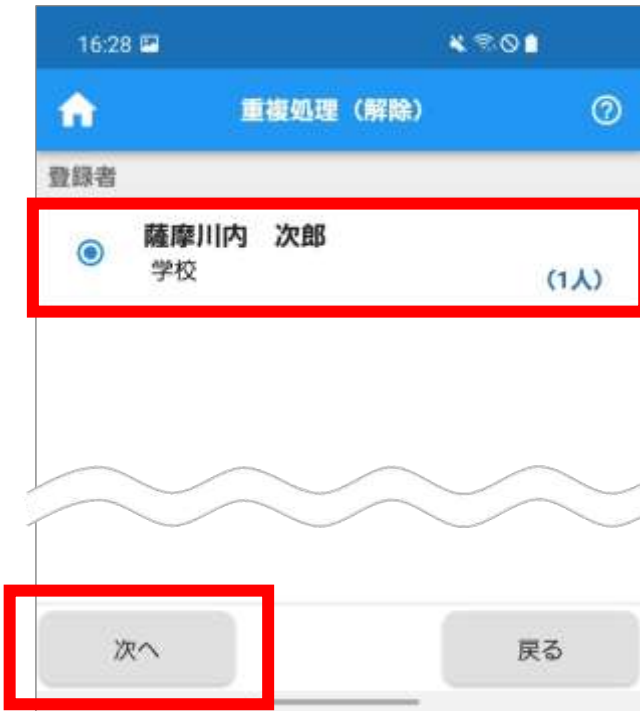 16:28
重複処理（解除）
登録者
薩摩川内　次郎
学校
（1人）
次へ
戻る